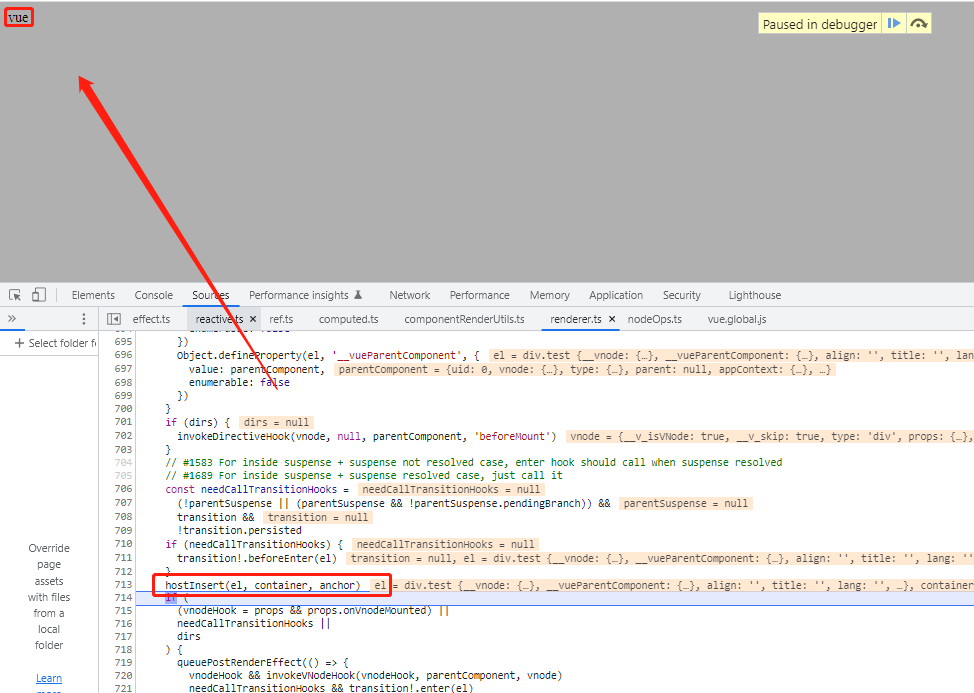 vue
Paused in debugger
Elements Console Sources Performance insights Network Performance Memory Application Security Lighthouse
effect.ts reactive.ts × ref.ts computed.ts componentRenderUtils.ts renderer.ts × nodeOps.ts vue.global.js
+ Select folder f
695 })
696 Object.defineProperty(el, '__vueParentComponent', { el = div.test {__vnode: {…}, __vueParentComponent: {…}, align: '', title: '', lan
697 value: parentComponent, parentComponent = {uid: 0, vnode: {…}, type: {…}, parent: null, appContext: {…}, …}
698 enumerable: false
699 })
700 }
701 if (dirs) { dirs = null
702 invokeDirectiveHook(vnode, null, parentComponent, 'beforeMount') vnode = {__v_isVNode: true, __v_skip: true, type: 'div', props: {…},
703 }
704 // #1583 For inside suspense + suspense not resolved case, enter hook should call when suspense resolved
705 // #1689 For inside suspense + suspense resolved case, just call it
706 const needCallTransitionHooks = needCallTransitionHooks = null
707 (!parentSuspense || (parentSuspense && !parentSuspense.pendingBranch)) && parentSuspense = null
708 transition && transition = null
709 !transition.persisted
710 if (needCallTransitionHooks) { needCallTransitionHooks = null
711 transition!.beforeEnter(el) transition = null, el = div.test {__vnode: {…}, __vueParentComponent: {…}, align: '', title: '', lang: ''
712 }
713 hostInsert(el, container, anchor) el = div.test {__vnode: {…}, __vueParentComponent: {…}, align: '', title: '', lang: '', …}, container
714 if (
715 (vnodeHook = props && props.onVnodeMounted) ||
716 needCallTransitionHooks ||
717 dirs
718 ) {
719 queuePostRenderEffect(() => {
720 vnodeHook && invokeVNodeHook(vnodeHook, parentComponent, vnode)
721 needCallTransitionHooks && transition!.enter(el)
Override
page
assets
with files
from a
local
folder
Learn